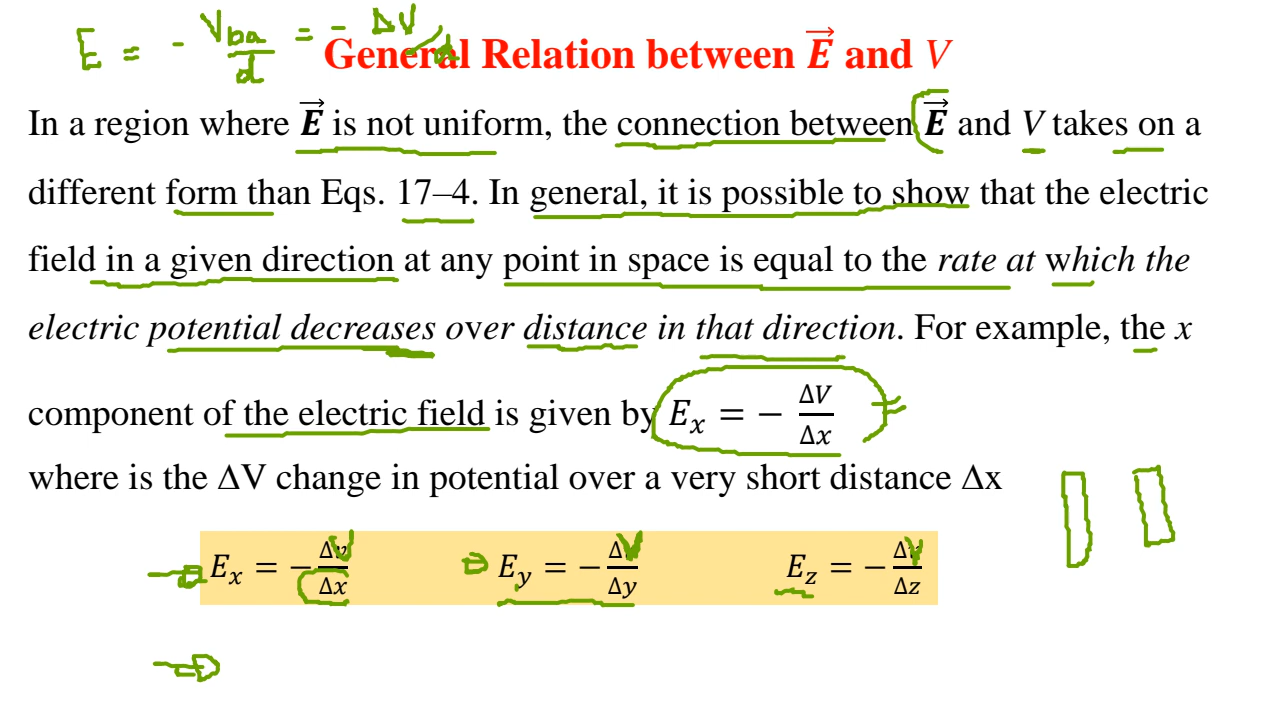 E = - Vba/d = - ΔV/d
General Relation between E⃗ and V
In a region where E⃗ is not uniform, the connection between E⃗ and V takes on a
different form than Eqs. 17–4. In general, it is possible to show that the electric
field in a given direction at any point in space is equal to the rate at which the
electric potential decreases over distance in that direction. For example, the x
component of the electric field is given by Eₓ = − ΔV/Δx
where is the ΔV change in potential over a very short distance Δx
Eₓ = − ΔV/Δx E_y = − ΔV/Δy E_z = − ΔV/Δz